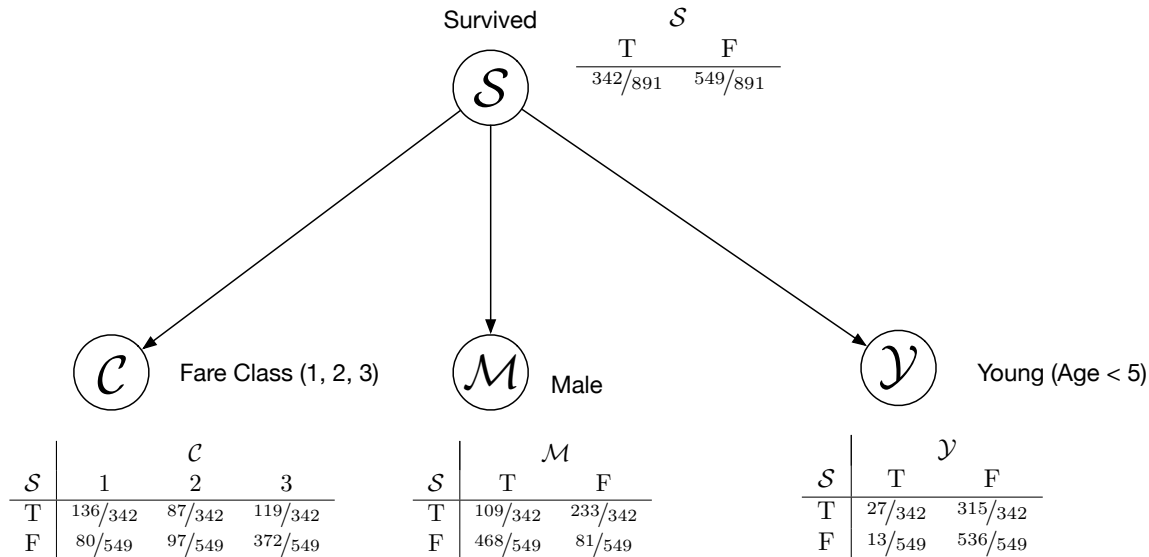 Survived
𝒮
T F
342/891 549/891
𝒮
𝒞
Fare Class (1, 2, 3)
ℳ
Male
𝒴
Young (Age < 5)
𝒞
𝒮 1 2 3
T 136/342 87/342 119/342
F 80/549 97/549 372/549
ℳ
𝒮 T F
T 109/342 233/342
F 468/549 81/549
𝒴
𝒮 T F
T 27/342 315/342
F 13/549 536/549